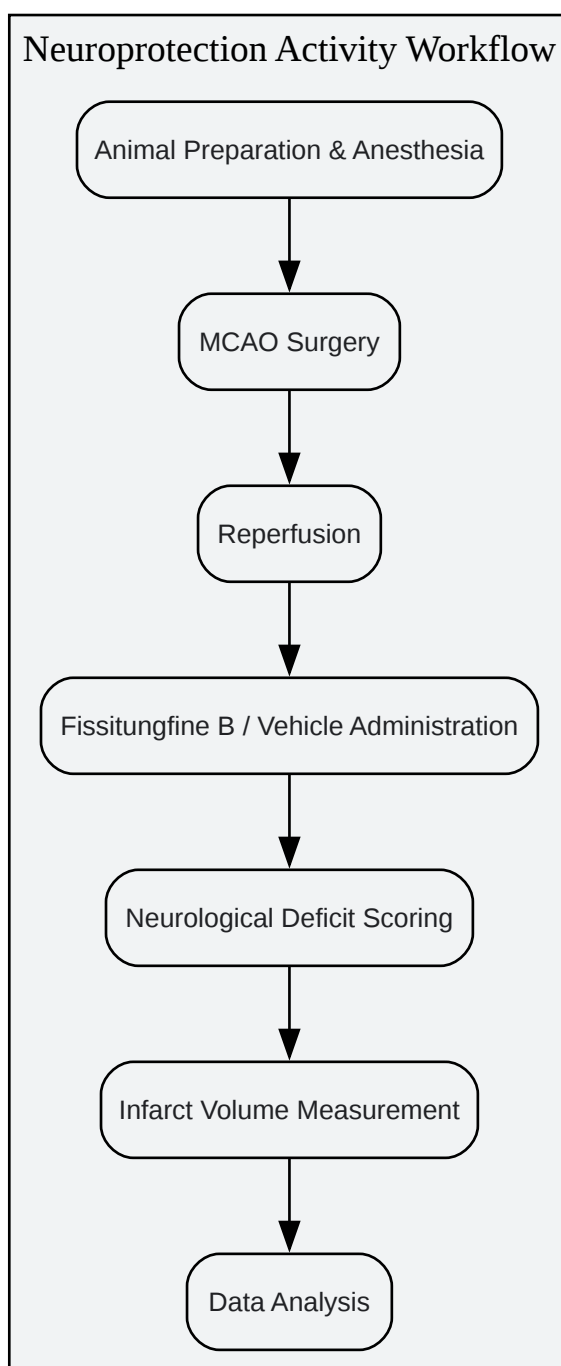 Neuroprotection Activity Workflow
Animal Preparation & Anesthesia
MCAO Surgery
Reperfusion
Fissitungfine B / Vehicle Administration
Neurological Deficit Scoring
Infarct Volume Measurement
Data Analysis